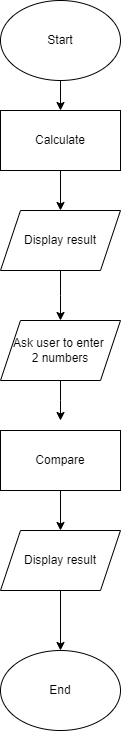 Start
Calculate
Display result
Ask user to enter
2 numbers
Compare
Display result
End